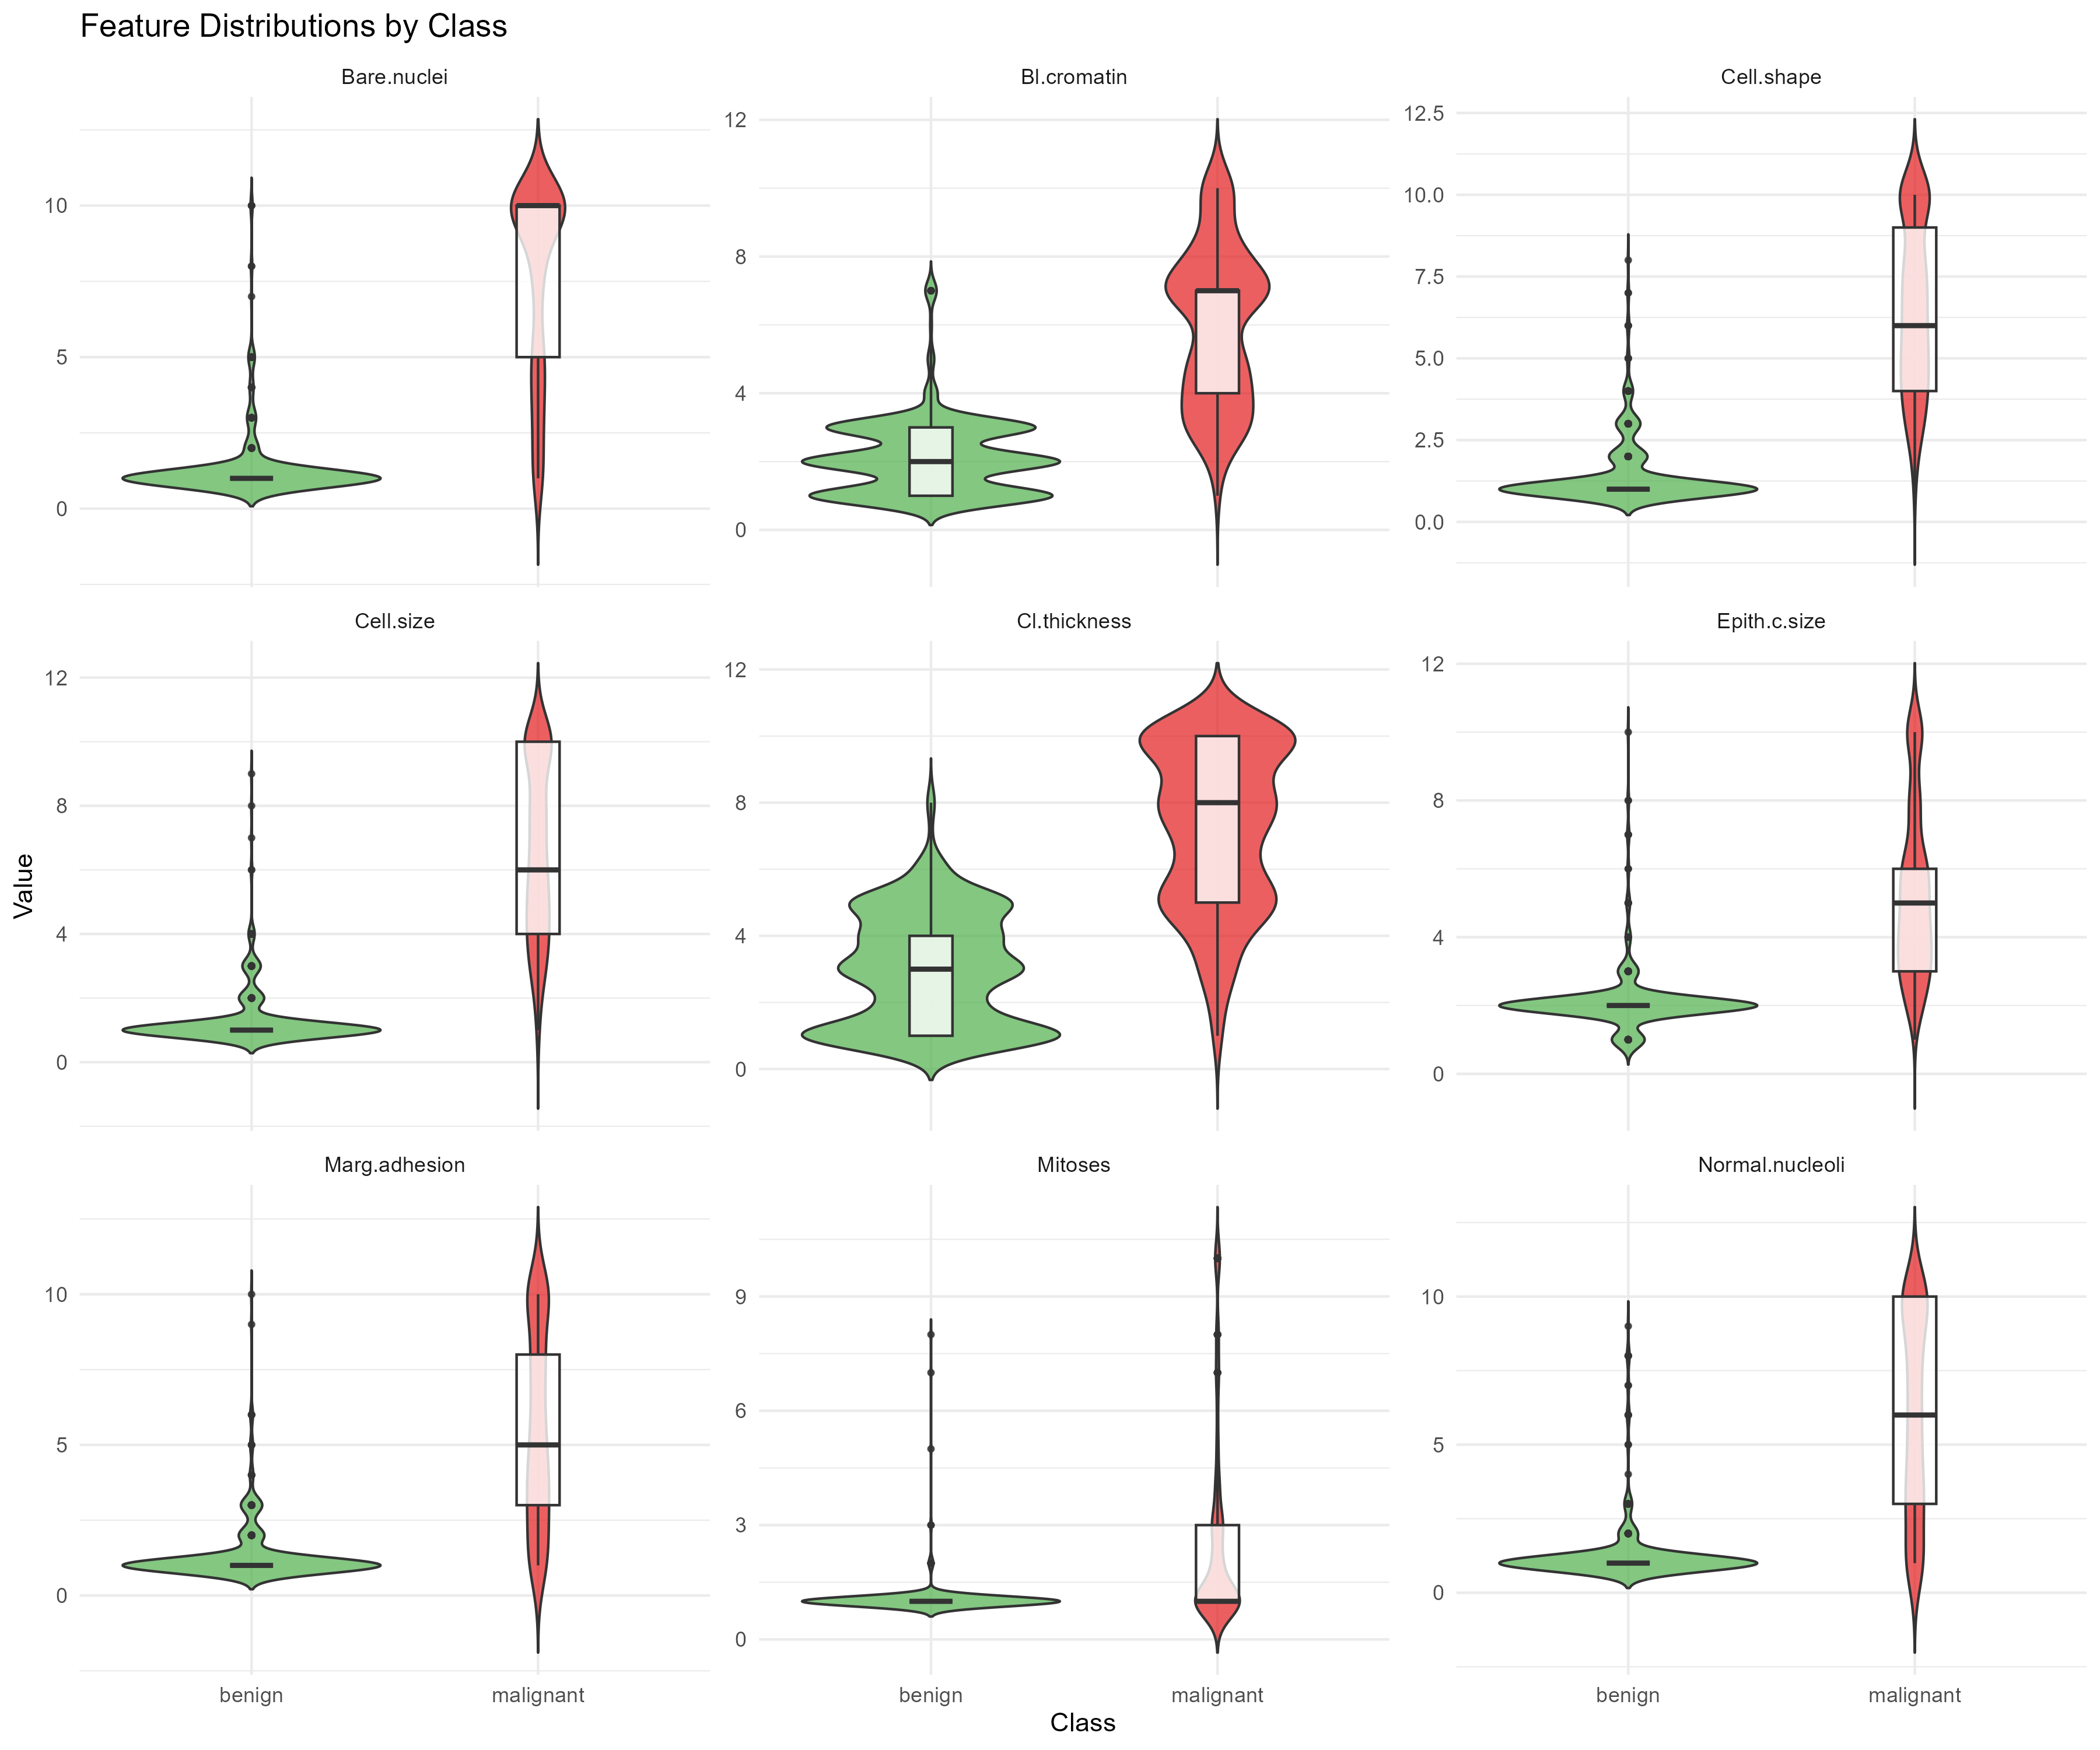 Feature Distributions by Class
Bare.nuclei
Bl.cromatin
Cell.shape
10
5
0
12
8
4
0
12.5
10.0
7.5
5.0
2.5
0.0
Cell.size
Cl.thickness
Epith.c.size
12
8
4
0
12
8
4
0
12
8
4
0
Value
Marg.adhesion
Mitoses
Normal.nucleoli
10
5
0
9
6
3
0
10
5
0
benign malignant
benign malignant
benign malignant
Class